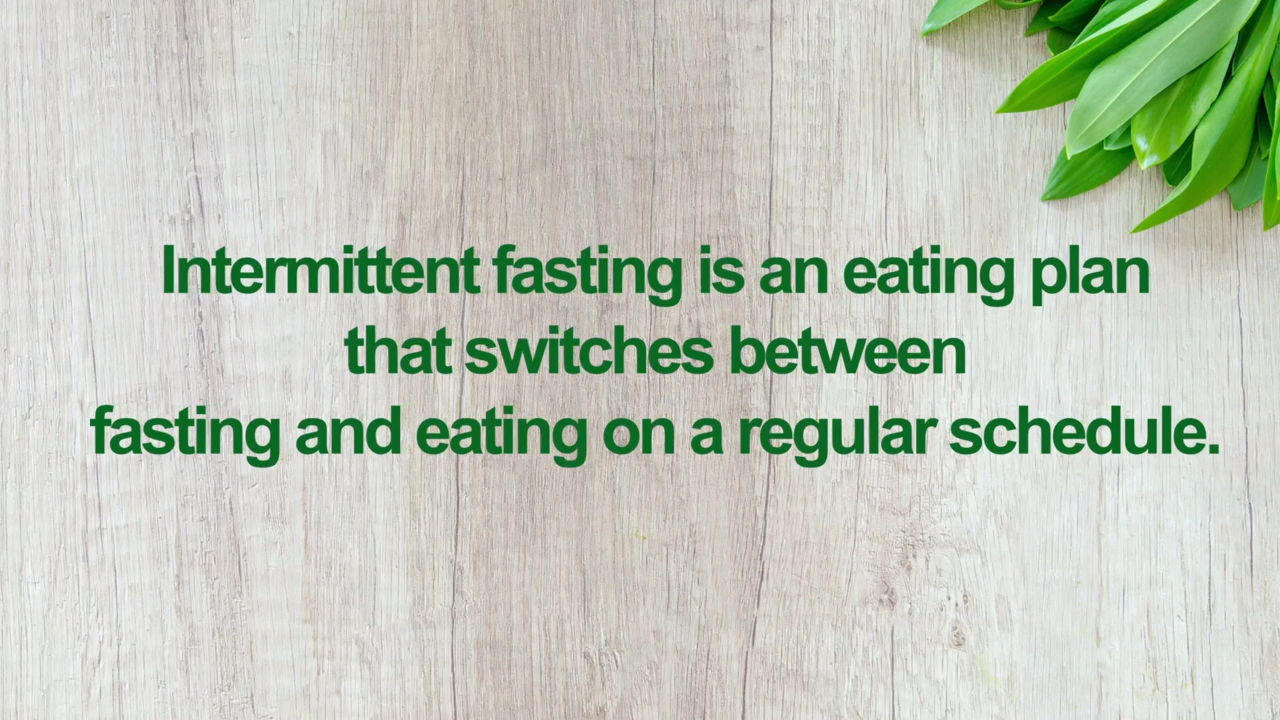 Intermittent fasting is an eating plan
that switches between
fasting and eating on a regular schedule.